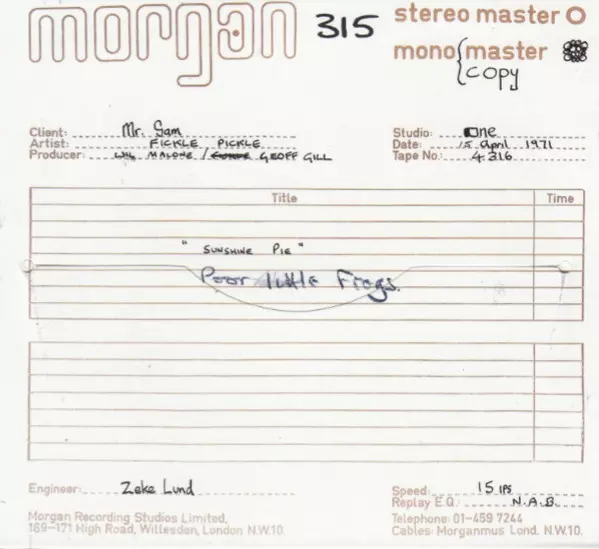 morgan 315 stereo master
mono master
copy
Client: Mr. Sam
Artist: FICKLE PICKLE
Producer: WIL MALONE / GEOFF GILL
Studio: one
Date: 15 April 1971
Tape No.: 4316
Title Time
"SUNSHINE PIE"
Poor little Frogs.
Engineer: Zeke Lund
Speed: 15 IPS
Replay E.Q.: N.A.B.
Morgan Recording Studios Limited,
169-171 High Road, Willesden, London N.W.10.
Telephone: 01-459 7244
Cables: Morganmus Lond. N.W.10.